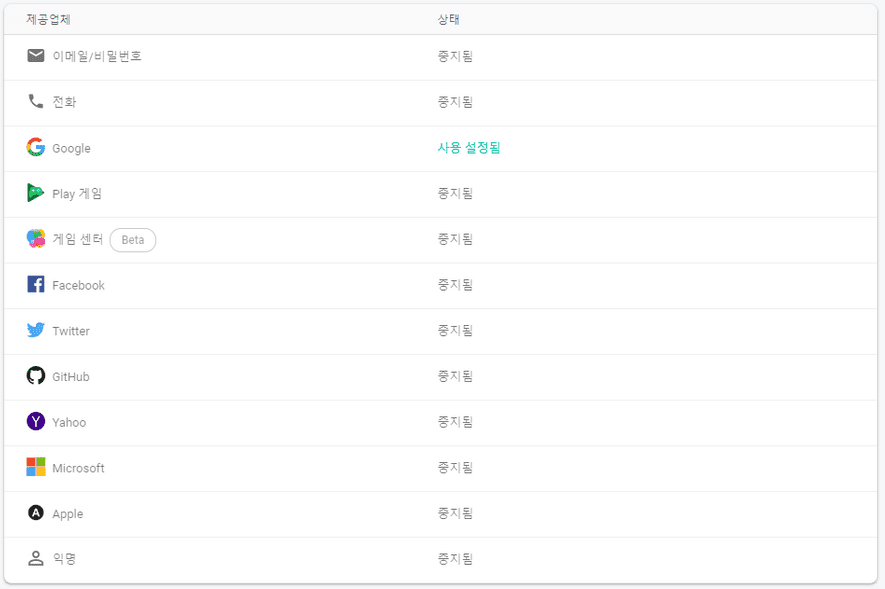 제공업체 상태
이메일/비밀번호 중지됨
전화 중지됨
Google 사용 설정됨
Play 게임 중지됨
게임 센터 Beta 중지됨
Facebook 중지됨
Twitter 중지됨
GitHub 중지됨
Yahoo 중지됨
Microsoft 중지됨
Apple 중지됨
익명 중지됨